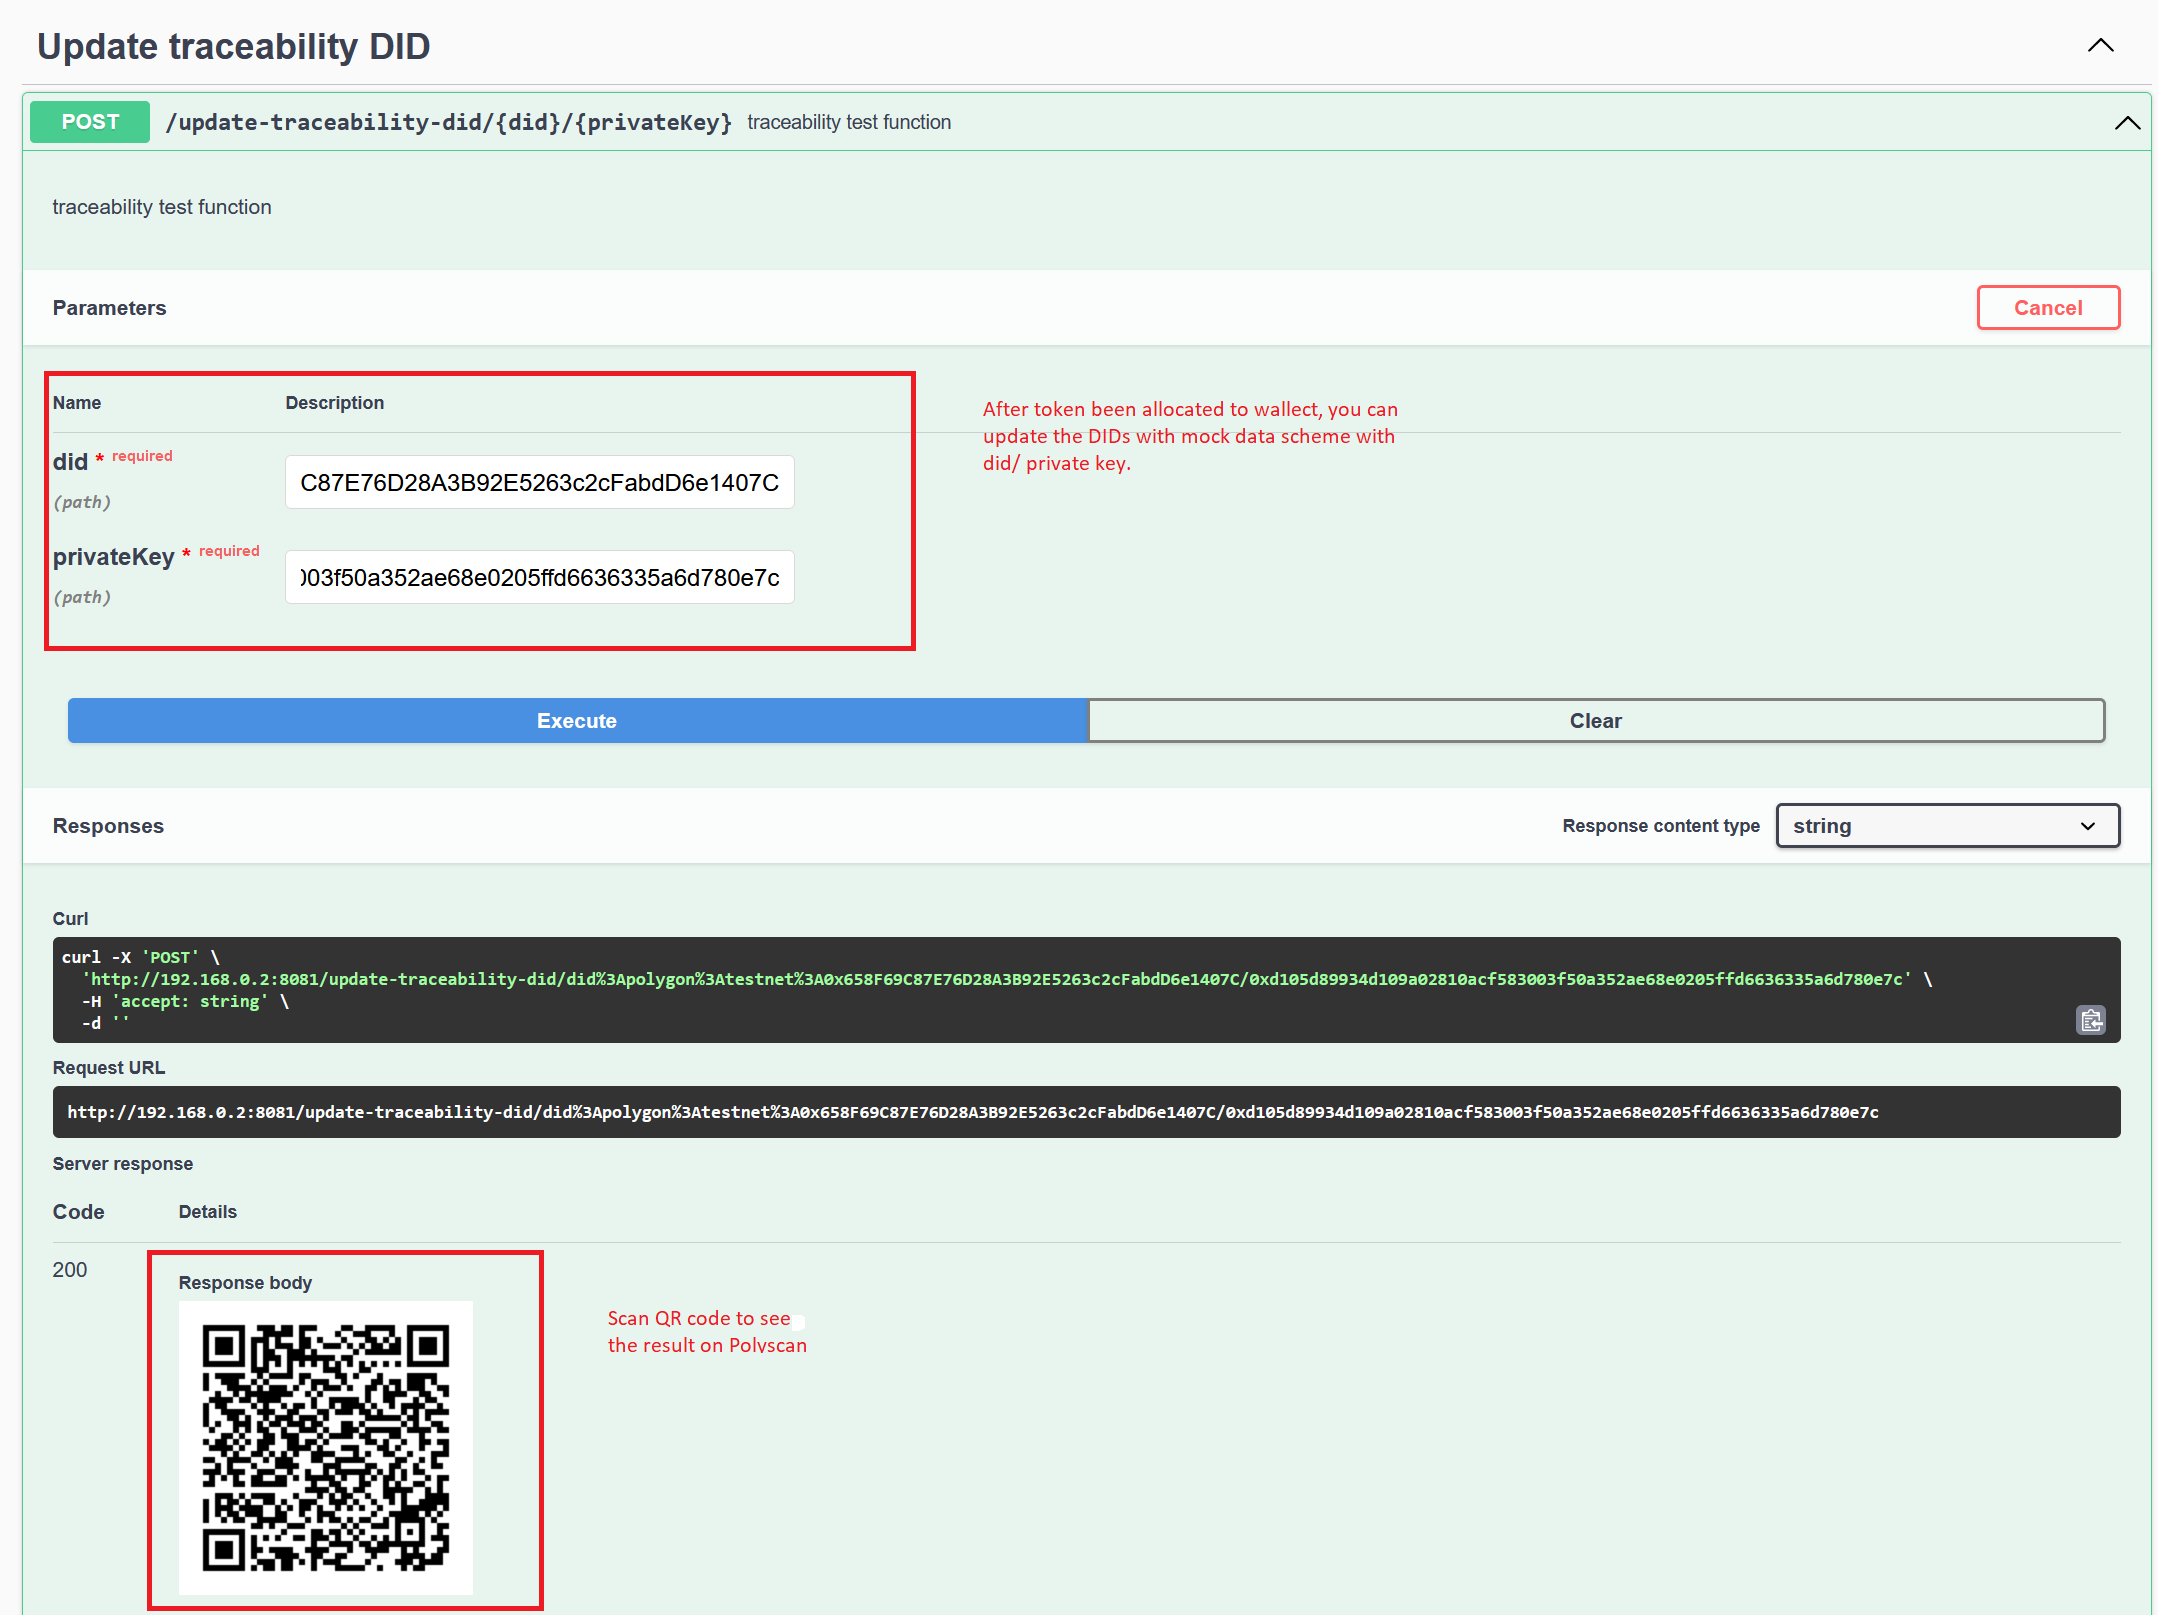 Update traceability DID
POST /update-traceability-did/{did}/{privateKey} traceability test function
traceability test function
Parameters
Cancel
Name Description
did * required
(path)
C87E76D28A3B92E5263c2cFabdD6e1407C
privateKey * required
(path)
003f50a352ae68e0205ffd6636335a6d780e7c
After token been allocated to wallect, you can
update the DIDs with mock data scheme with
did/ private key.
Execute
Clear
Responses
Response content type
string
Curl
curl -X 'POST' \
'http://192.168.0.2:8081/update-traceability-did/did%3Apolygon%3Atestnet%3A0x658F69C87E76D28A3B92E5263c2cFabdD6e1407C/0xd105d89934d109a02810acf583003f50a352ae68e0205ffd6636335a6d780e7c' \
-H 'accept: string' \
-d ''
Request URL
http://192.168.0.2:8081/update-traceability-did/did%3Apolygon%3Atestnet%3A0x658F69C87E76D28A3B92E5263c2cFabdD6e1407C/0xd105d89934d109a02810acf583003f50a352ae68e0205ffd6636335a6d780e7c
Server response
Code Details
200
Response body
Scan QR code to see
the result on Polyscan